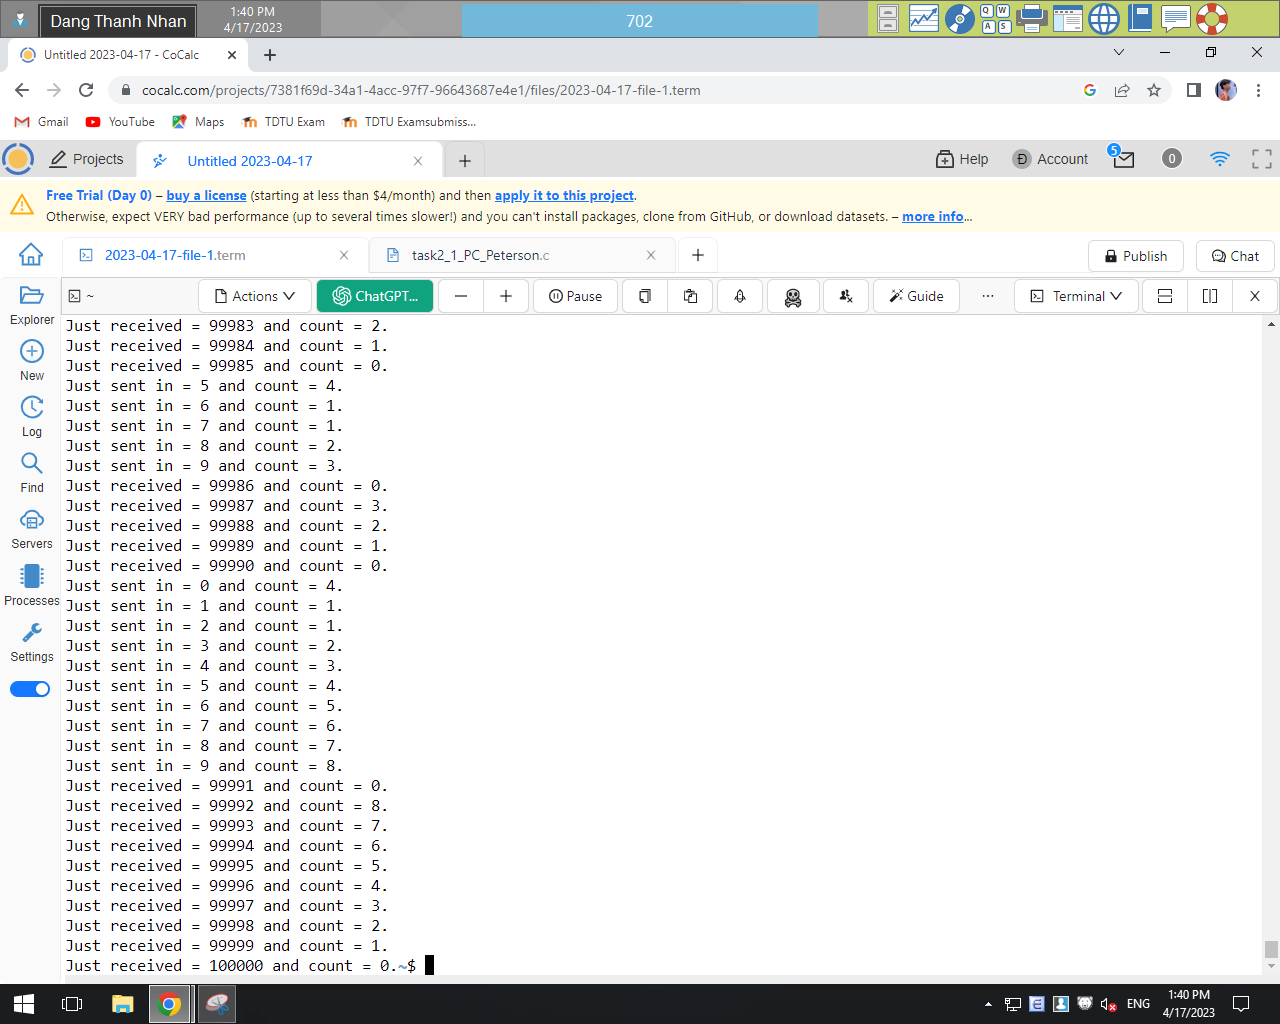 Dang Thanh Nhan
1:40 PM
4/17/2023
702
Q W
A S
Untitled 2023-04-17 - CoCalc
cocalc.com/projects/7381f69d-34a1-4acc-97f7-96643687e4e1/files/2023-04-17-file-1.term
Gmail YouTube Maps TDTU Exam TDTU Examsubmiss...
Projects Untitled 2023-04-17 Help Account 5 0
Free Trial (Day 0) – buy a license (starting at less than $4/month) and then apply it to this project.
Otherwise, expect VERY bad performance (up to several times slower!) and you can't install packages, clone from GitHub, or download datasets. – more info...
2023-04-17-file-1.term task2_1_PC_Peterson.c Publish Chat
~ Actions ChatGPT... Pause Guide ... Terminal
Explorer
New
Log
Find
Servers
Processes
Settings
Just received = 99983 and count = 2.
Just received = 99984 and count = 1.
Just received = 99985 and count = 0.
Just sent in = 5 and count = 4.
Just sent in = 6 and count = 1.
Just sent in = 7 and count = 1.
Just sent in = 8 and count = 2.
Just sent in = 9 and count = 3.
Just received = 99986 and count = 0.
Just received = 99987 and count = 3.
Just received = 99988 and count = 2.
Just received = 99989 and count = 1.
Just received = 99990 and count = 0.
Just sent in = 0 and count = 4.
Just sent in = 1 and count = 1.
Just sent in = 2 and count = 1.
Just sent in = 3 and count = 2.
Just sent in = 4 and count = 3.
Just sent in = 5 and count = 4.
Just sent in = 6 and count = 5.
Just sent in = 7 and count = 6.
Just sent in = 8 and count = 7.
Just sent in = 9 and count = 8.
Just received = 99991 and count = 0.
Just received = 99992 and count = 8.
Just received = 99993 and count = 7.
Just received = 99994 and count = 6.
Just received = 99995 and count = 5.
Just received = 99996 and count = 4.
Just received = 99997 and count = 3.
Just received = 99998 and count = 2.
Just received = 99999 and count = 1.
Just received = 100000 and count = 0.~$
ENG
1:40 PM
4/17/2023